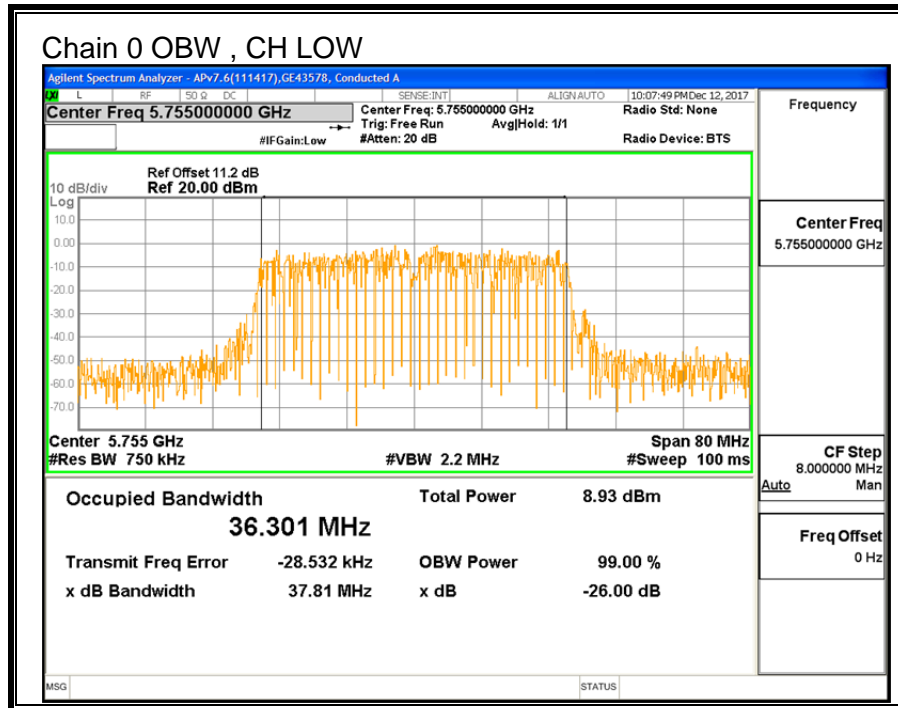 Chain 0 OBW , CH LOW
Agilent Spectrum Analyzer - APv7.6(111417),GE43578, Conducted A
LXI L RF 50 Ω DC SENSE:INT ALIGNAUTO 10:07:49 PM Dec 12, 2017
Center Freq 5.755000000 GHz
Center Freq: 5.755000000 GHz
Radio Std: None
Trig: Free Run Avg|Hold: 1/1
#IFGain:Low #Atten: 20 dB Radio Device: BTS
Ref Offset 11.2 dB
10 dB/div Ref 20.00 dBm
Log
10.0
0.00
-10.0
-20.0
-30.0
-40.0
-50.0
-60.0
-70.0
Center 5.755 GHz Span 80 MHz
#Res BW 750 kHz #VBW 2.2 MHz #Sweep 100 ms
Occupied Bandwidth Total Power 8.93 dBm
36.301 MHz
Transmit Freq Error -28.532 kHz OBW Power 99.00 %
x dB Bandwidth 37.81 MHz x dB -26.00 dB
MSG STATUS
Frequency
Center Freq
5.755000000 GHz
CF Step
8.000000 MHz
Auto Man
Freq Offset
0 Hz